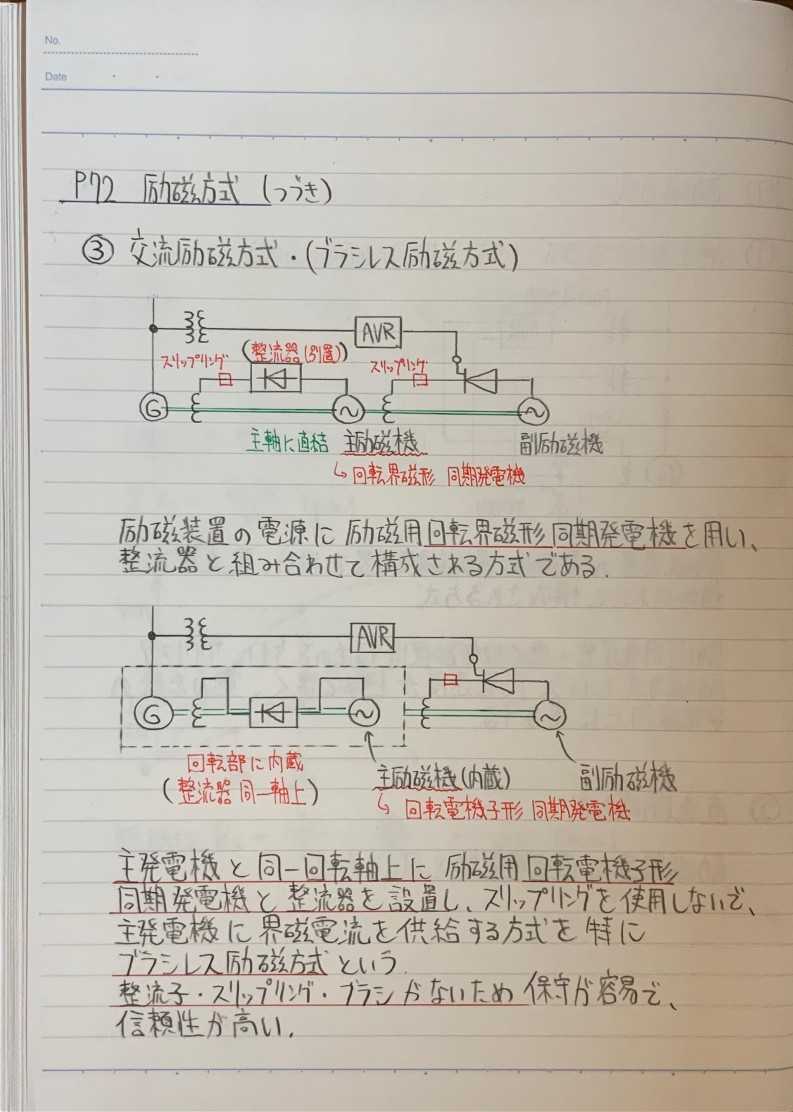 No.
Date
P72 励磁方式 (つづき)
③ 交流励磁方式・(ブラシレス励磁方式)
AVR
スリップリング
(整流器(別置))
スリップリング
G
主軸に直結
主励磁機
副励磁機
↳ 回転界磁形 同期発電機
励磁装置の電源に 励磁用回転界磁形同期発電機を用い、
整流器と組み合わせて構成される方式である.
AVR
G
回転部に内蔵
(整流器 同一軸上)
主励磁機(内蔵)
副励磁機
↳ 回転電機子形 同期発電機
主発電機と同一回転軸上に 励磁用 回転電機子形
同期発電機と整流器を設置し、スリップリングを使用しないで、
主発電機に界磁電流を供給する方式を特に
ブラシレス励磁方式という.
整流子・スリップリング・ブラシがないため 保守が容易で、
信頼性が高い.